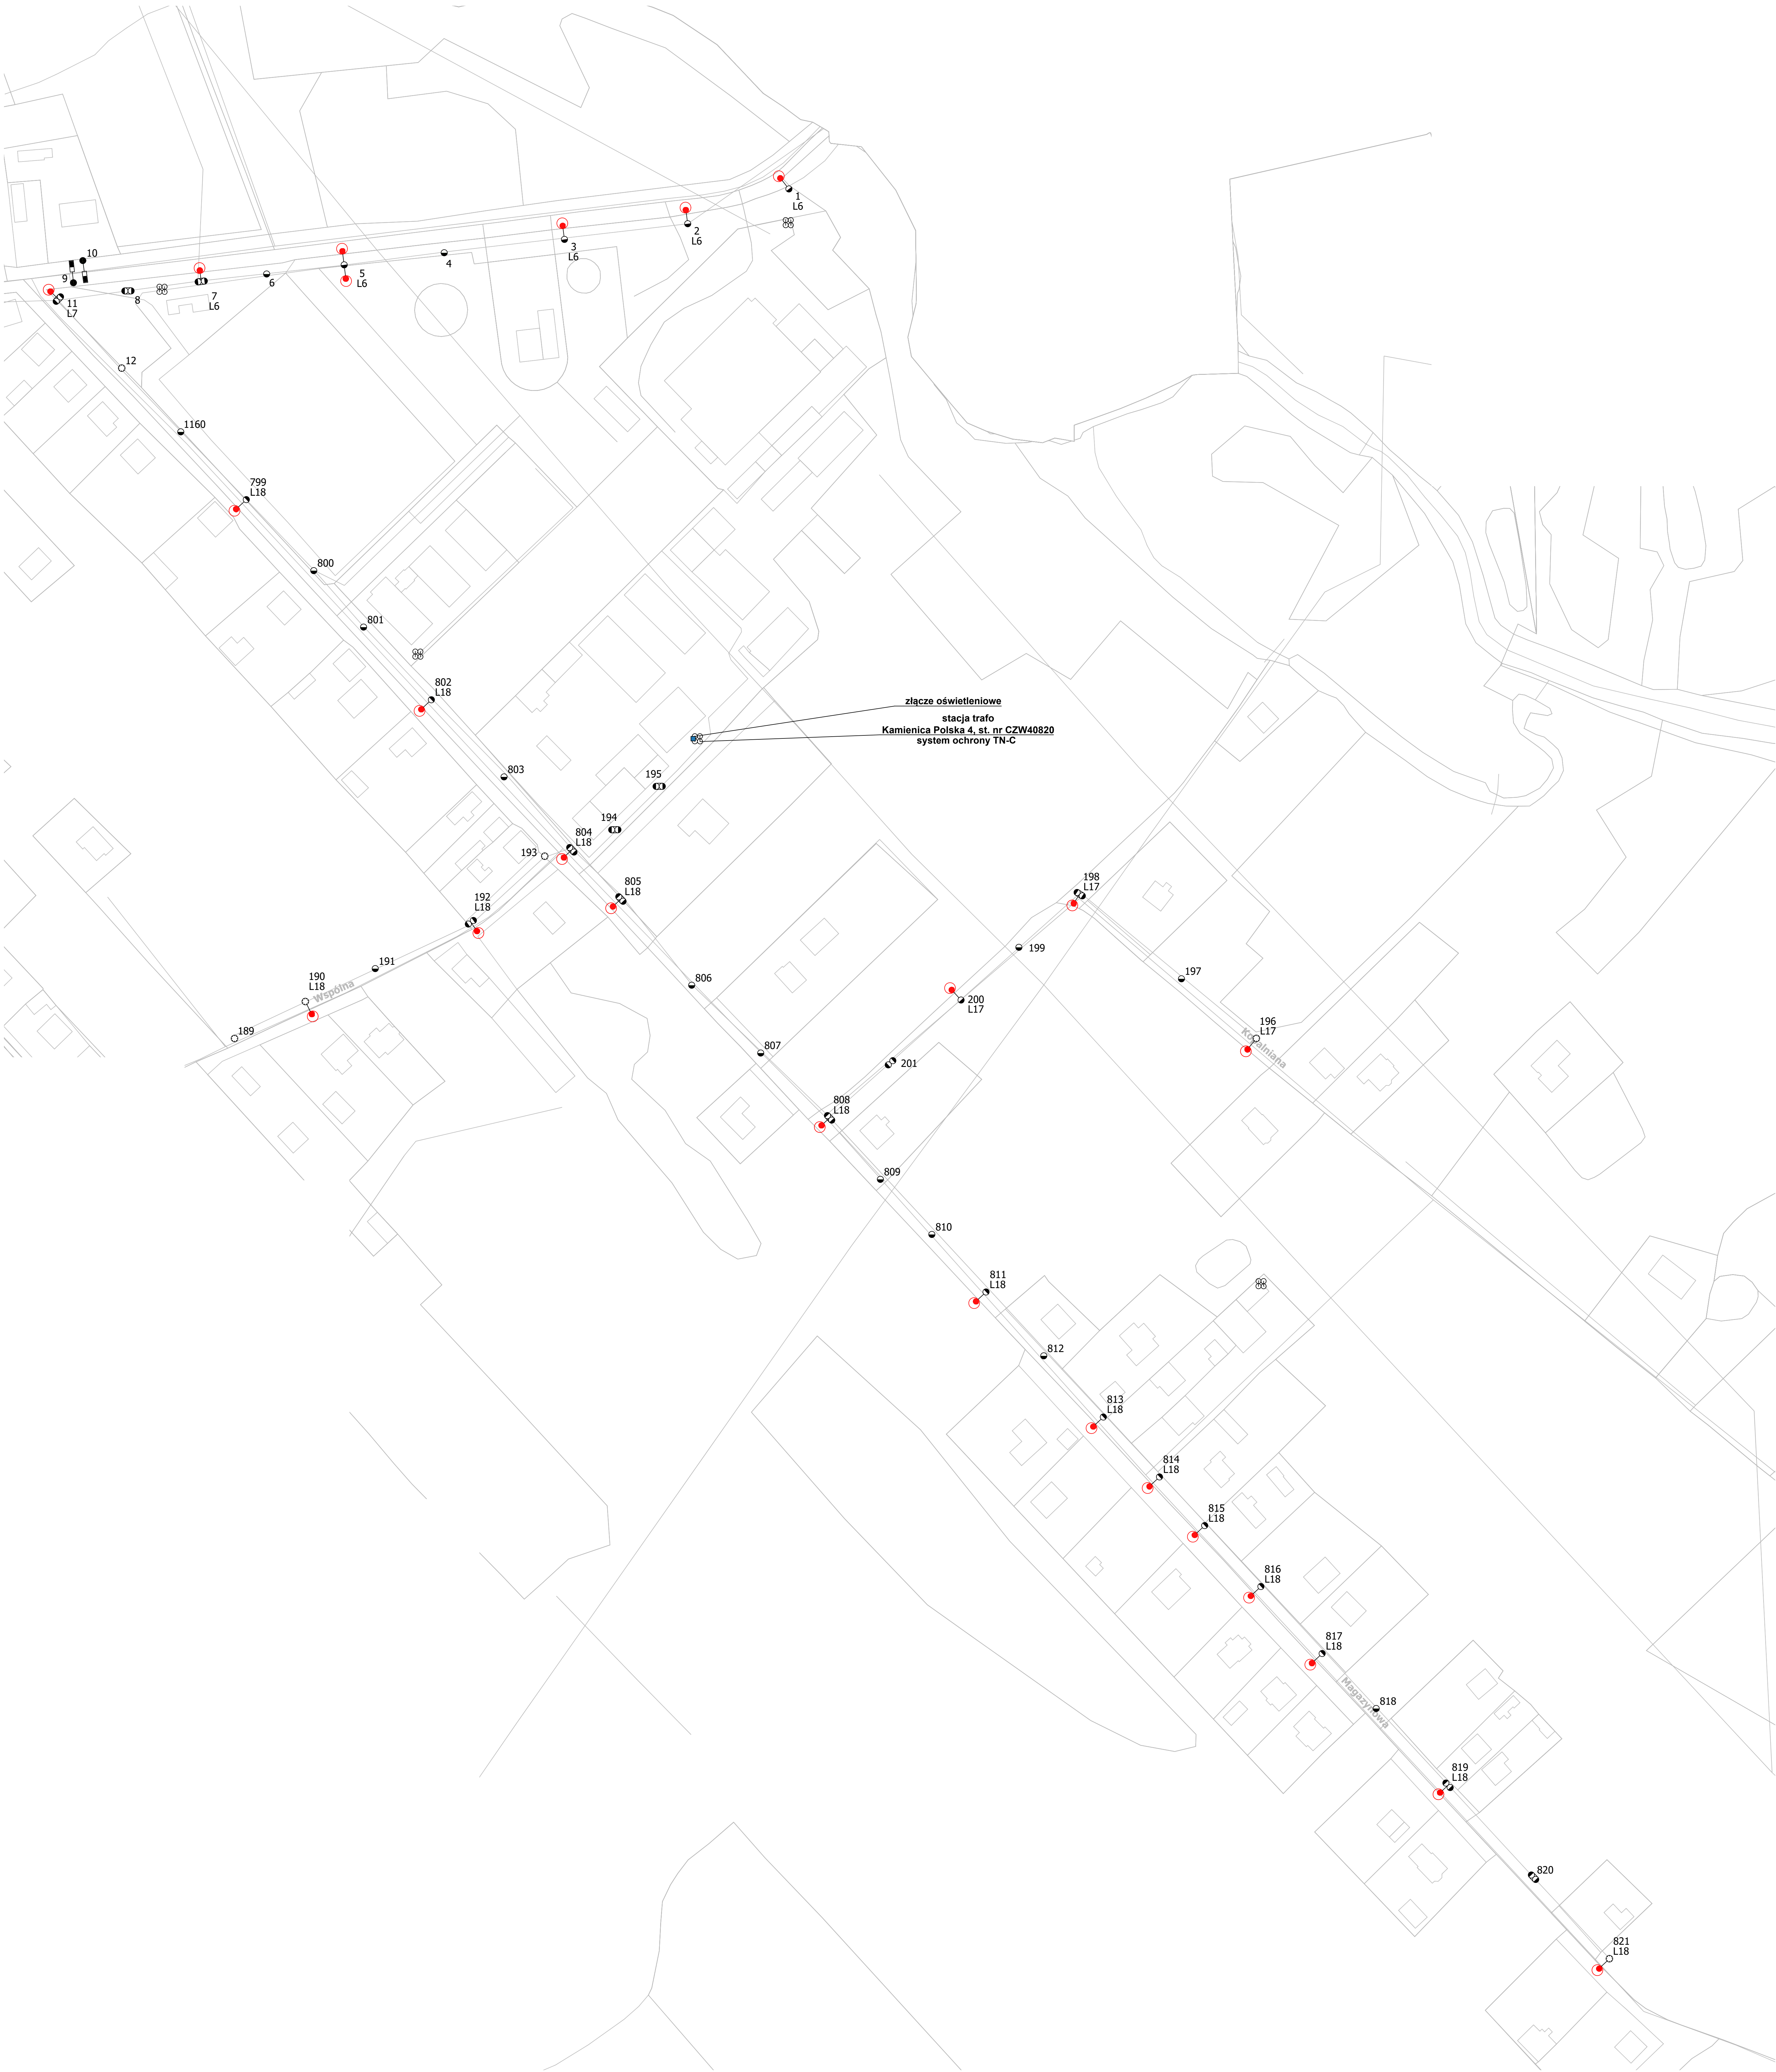 1
L6
2
L6
3
L6
4
5
L6
6
7
L6
8
9
10
11
L7
12
1160
799
L18
800
801
802
L18
złącze oświetleniowe
stacja trafo
Kamienica Polska 4, st. nr CZW40820
system ochrony TN-C
803
195
194
804
L18
193
805
L18
192
L18
191
190
L18
Wspólna
189
198
L17
199
197
200
L17
196
L17
Kopalniana
201
806
807
808
L18
809
810
811
L18
812
813
L18
814
L18
815
L18
816
L18
817
L18
818
Magazynowa
819
L18
820
821
L18